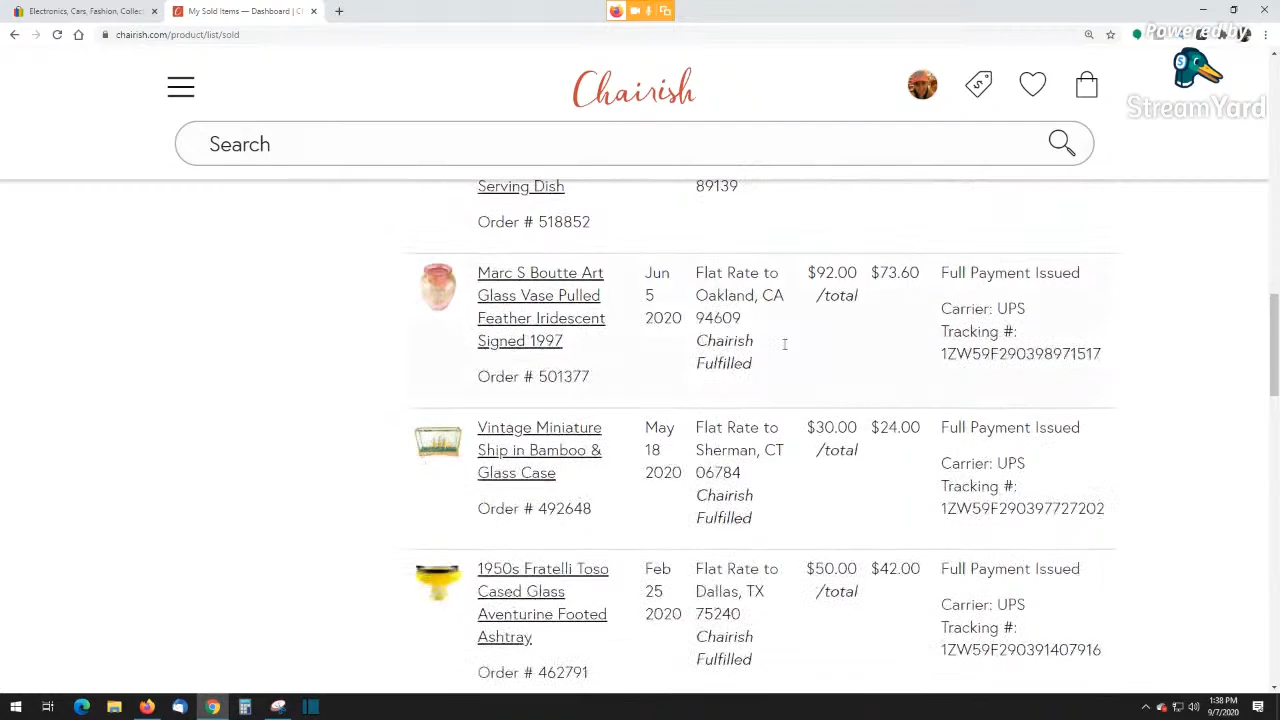 Electronics, Cars, Fashion, Collec
My Sold Items — Dashboard | C
chairish.com/product/list/sold
Powered by
StreamYard
Chairish
Search
Serving Dish
89139
Order # 518852
Marc S Boutte Art Jun Flat Rate to $92.00 $73.60 Full Payment Issued
Glass Vase Pulled 5 Oakland, CA /total
Carrier: UPS
Feather Iridescent 2020 94609
Tracking #:
Signed 1997 Chairish
1ZW59F290398971517
Fulfilled
Order # 501377
Vintage Miniature May Flat Rate to $30.00 $24.00 Full Payment Issued
Ship in Bamboo & 18 Sherman, CT /total
Carrier: UPS
Glass Case 2020 06784
Tracking #:
Chairish
Order # 492648 1ZW59F290397727202
Fulfilled
1950s Fratelli Toso Feb Flat Rate to $50.00 $42.00 Full Payment Issued
Cased Glass 25 Dallas, TX /total
Carrier: UPS
Aventurine Footed 2020 75240
Tracking #:
Ashtray Chairish
1ZW59F290391407916
Fulfilled
Order # 462791
1:38 PM
9/7/2020